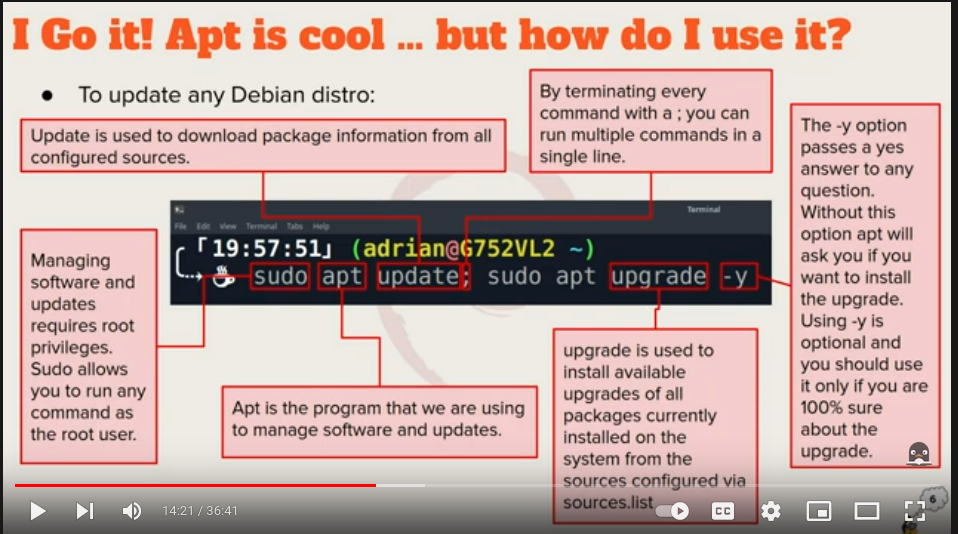 I Go it! Apt is cool ... but how do I use it?
● To update any Debian distro:
Update is used to download package information from all
configured sources.
By terminating every
command with a ; you can
run multiple commands in a
single line.
The -y option
passes a yes
answer to any
question.
Without this
option apt will
ask you if you
want to install
the upgrade.
Using -y is
optional and
you should use
it only if you are
100% sure
about the
upgrade.
Terminal
File Edit View Terminal Tabs Help
「19:57:51」 (adrian@G752VL2 ~)
sudo apt update; sudo apt upgrade -y
Managing
software and
updates
requires root
privileges.
Sudo allows
you to run any
command as
the root user.
Apt is the program that we are using
to manage software and updates.
upgrade is used to
install available
upgrades of all
packages currently
installed on the
system from the
sources configured via
sources.list
14:21 / 36:41
CC
6